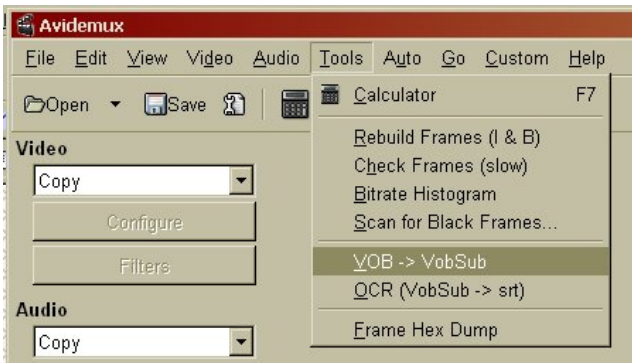 Avidemux
File Edit View Video Audio Tools Auto Go Custom Help
Open Save
Calculator F7
Rebuild Frames (I & B)
Check Frames (slow)
Bitrate Histogram
Scan for Black Frames...
VOB -> VobSub
OCR (VobSub -> srt)
Frame Hex Dump
Video
Copy
Configure
Filters
Audio
Copy